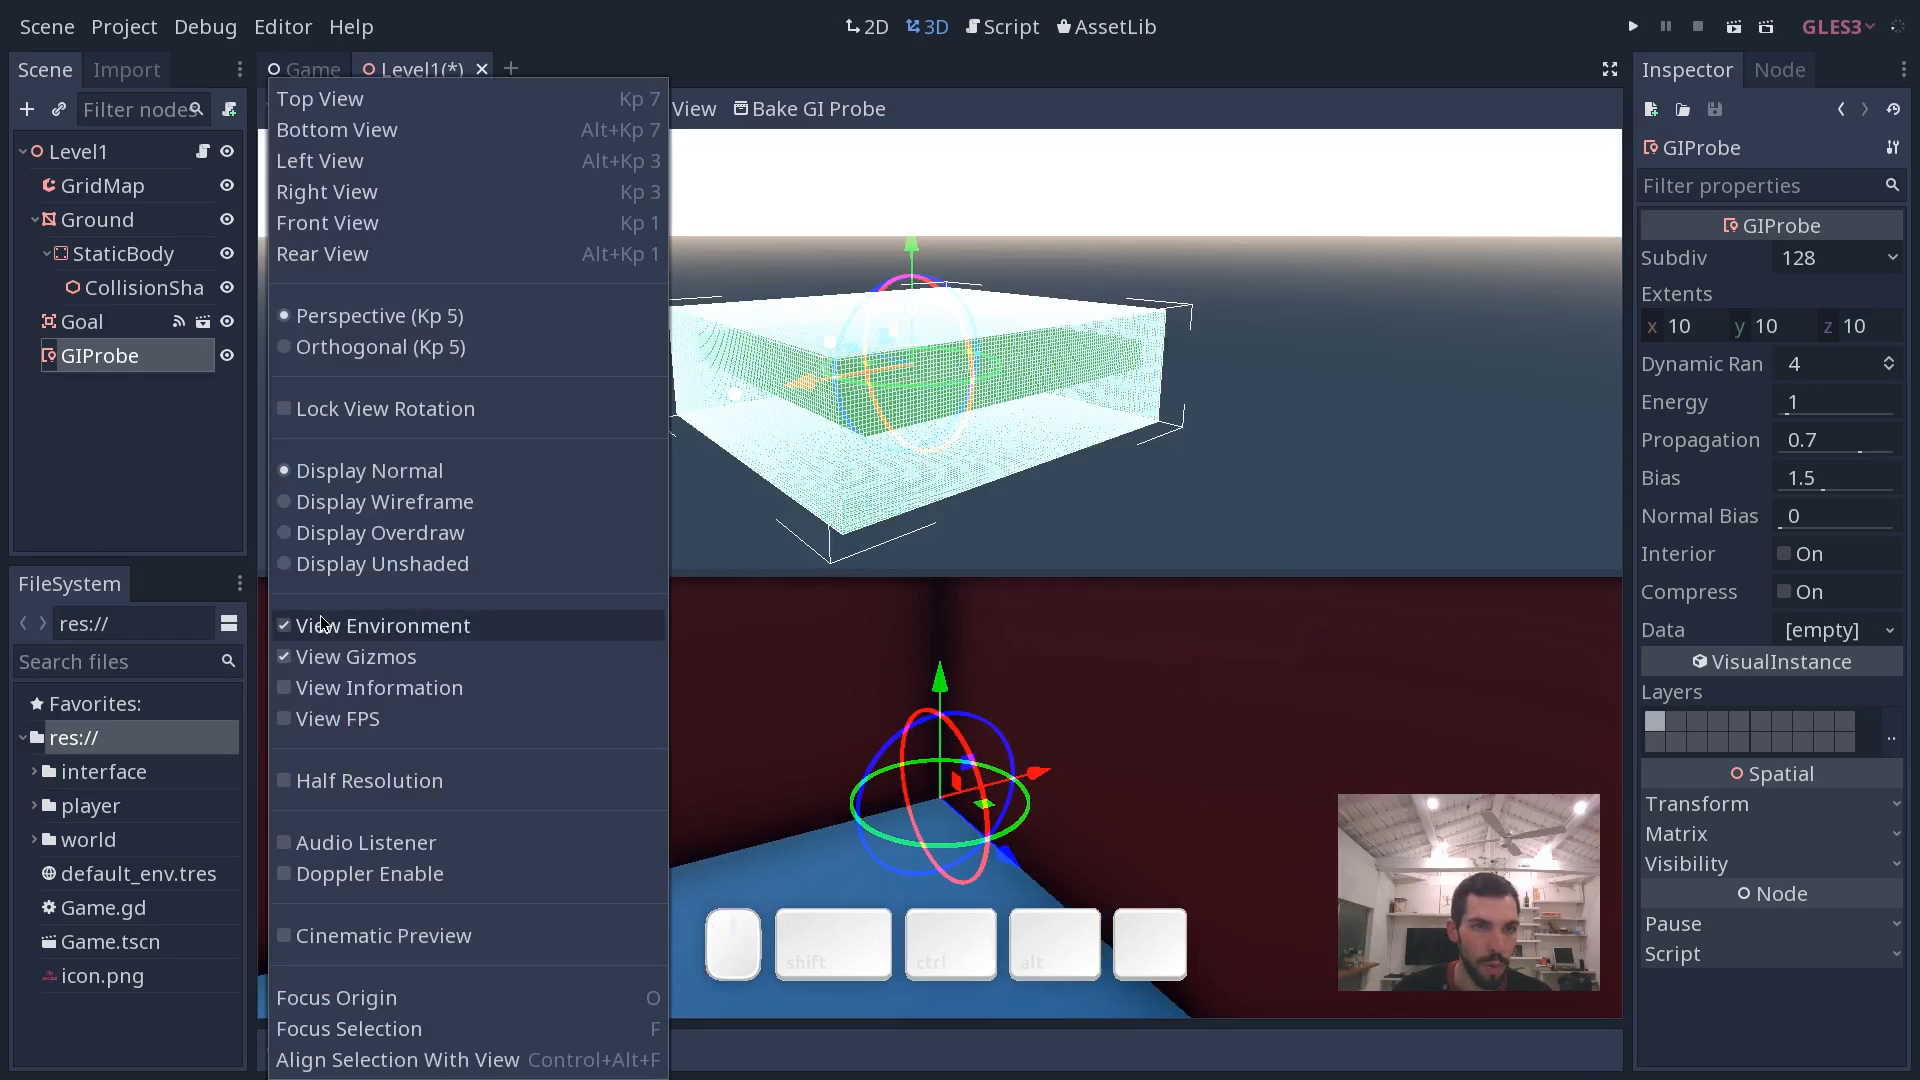 Scene Project Debug Editor Help
2D 3D Script AssetLib
GLES3
Scene Import
Filter nodes
Level1
GridMap
Ground
StaticBody
CollisionSha
Goal
GIProbe
FileSystem
res://
Search files
Favorites:
res://
interface
player
world
default_env.tres
Game.gd
Game.tscn
icon.png
Game Level1(*)
View Bake GI Probe
Top View Kp 7
Bottom View Alt+Kp 7
Left View Alt+Kp 3
Right View Kp 3
Front View Kp 1
Rear View Alt+Kp 1
Perspective (Kp 5)
Orthogonal (Kp 5)
Lock View Rotation
Display Normal
Display Wireframe
Display Overdraw
Display Unshaded
View Environment
View Gizmos
View Information
View FPS
Half Resolution
Audio Listener
Doppler Enable
Cinematic Preview
Focus Origin O
Focus Selection F
Align Selection With View Control+Alt+F
shift ctrl alt
Inspector Node
GIProbe
Filter properties
GIProbe
Subdiv 128
Extents
x 10 y 10 z 10
Dynamic Ran 4
Energy 1
Propagation 0.7
Bias 1.5
Normal Bias 0
Interior On
Compress On
Data [empty]
VisualInstance
Layers
..
Spatial
Transform
Matrix
Visibility
Node
Pause
Script